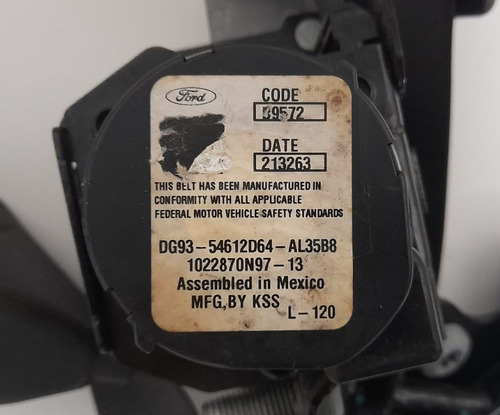 Ford
CODE
89572
DATE
213263
THIS BELT HAS BEEN MANUFACTURED IN
CONFORMITY WITH ALL APPLICABLE
FEDERAL MOTOR VEHICLE SAFETY STANDARDS
DG93-54612D64-AL35B8
1022870N97-13
Assembled in Mexico
MFG,BY KSS
L-120